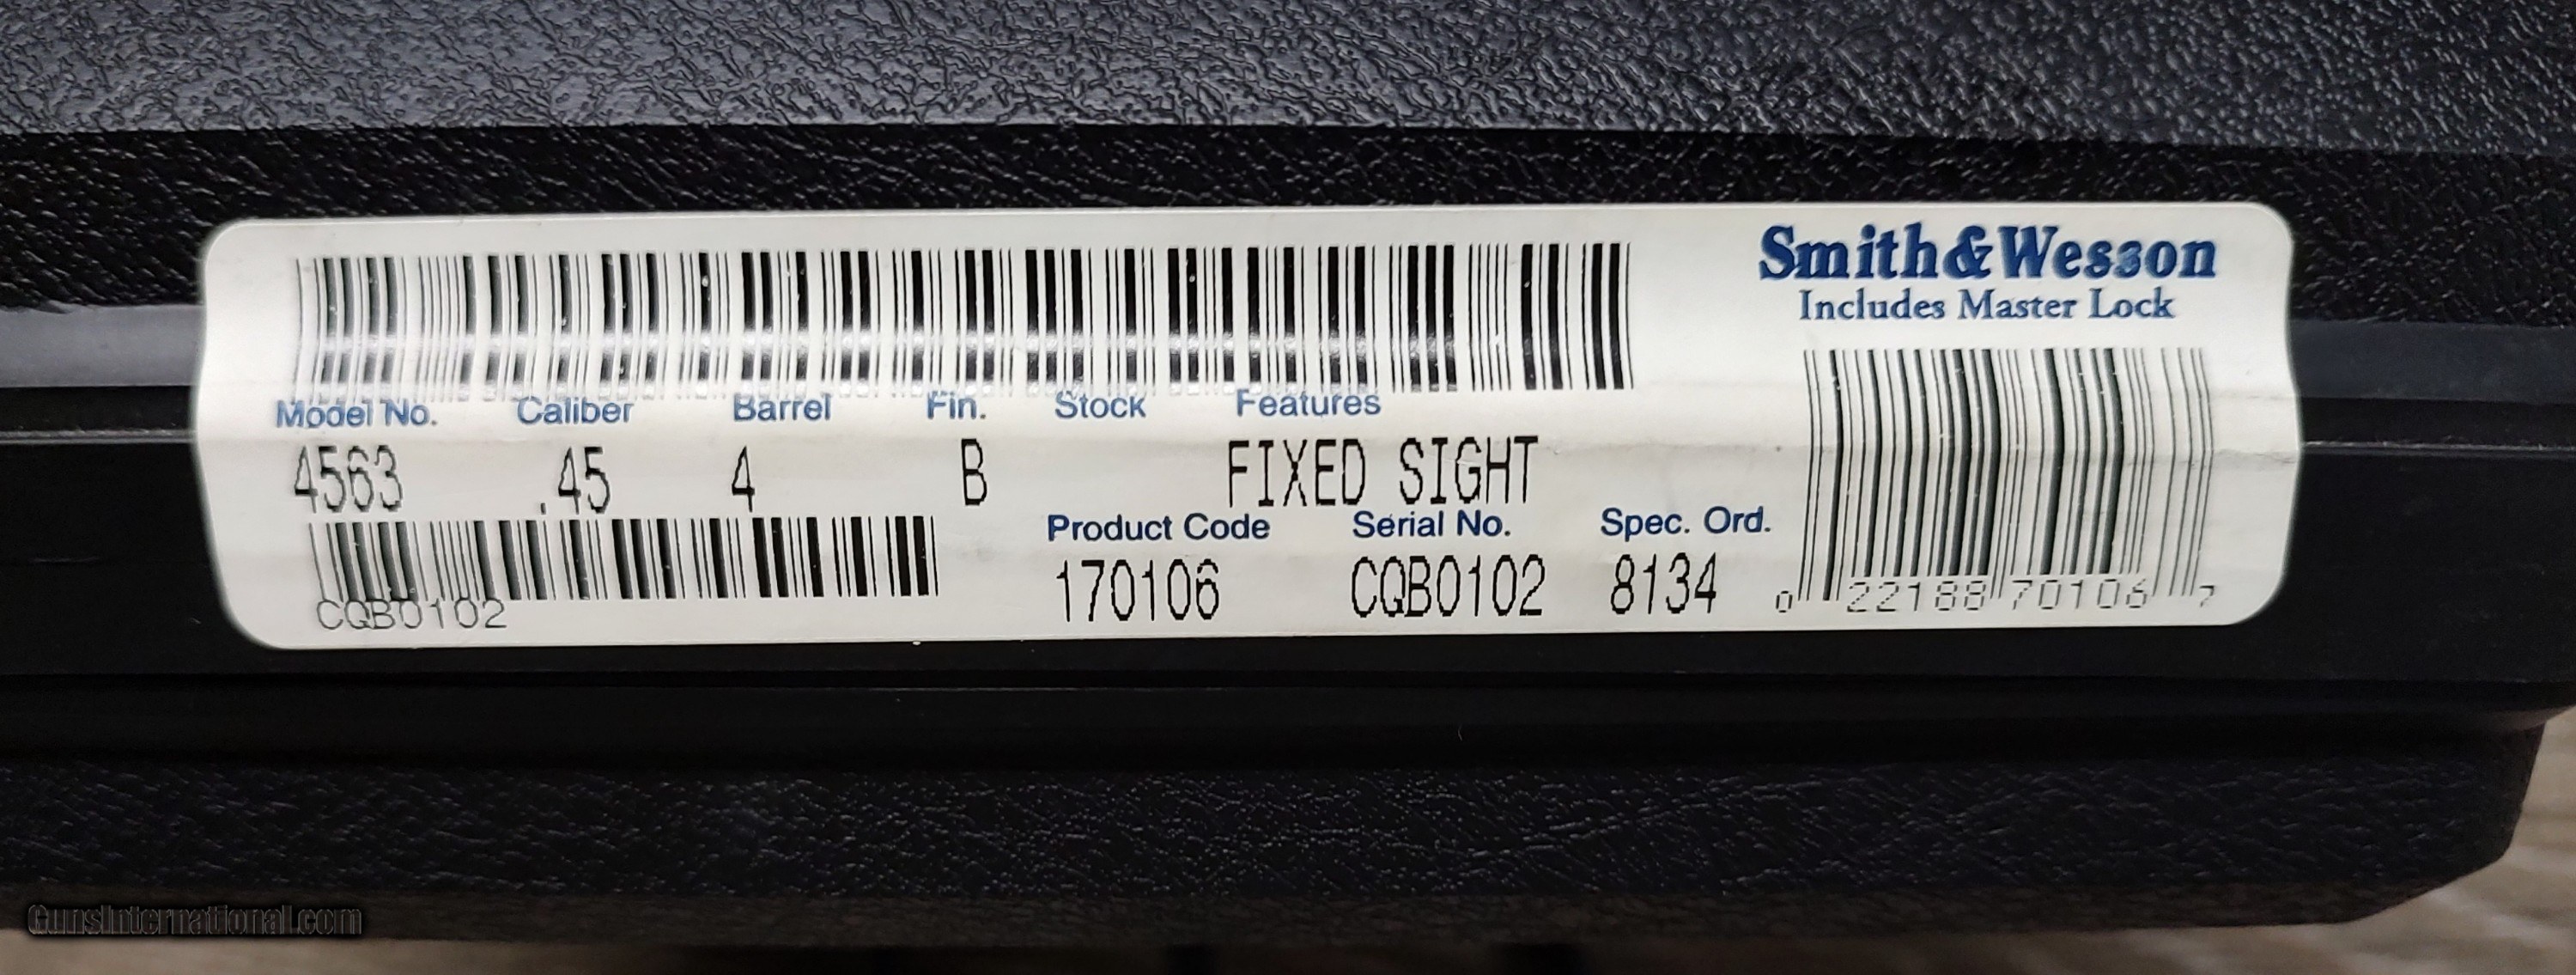 Smith&Wesson
Includes Master Lock
Model No. Caliber Barrel Fin. Stock Features
4563 .45 4 B FIXED SIGHT
Product Code Serial No. Spec. Ord.
170106 CQB0102 8134
CQB0102
0 22188 70106 7
GunsInternational.com